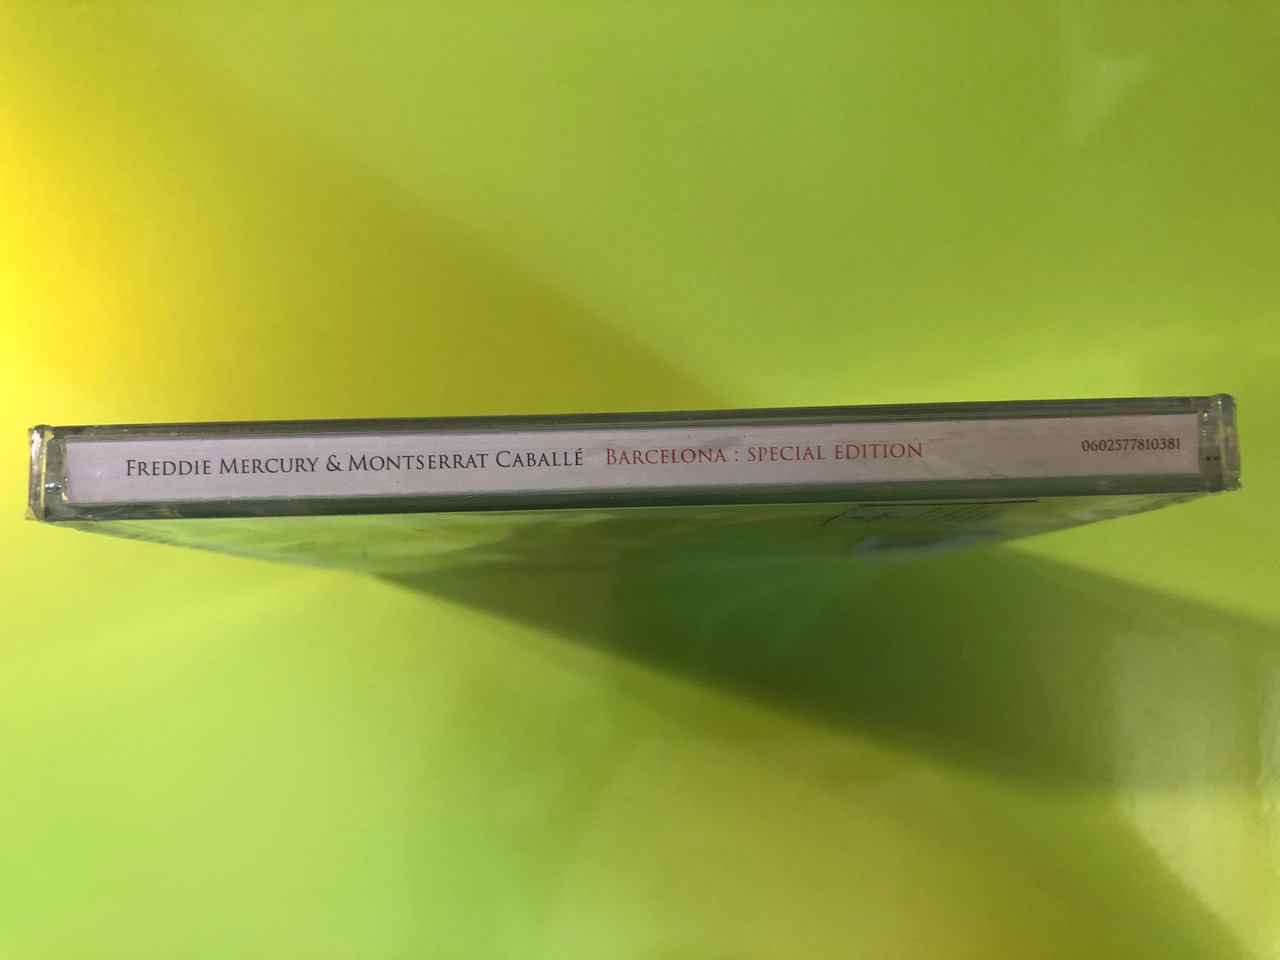 Freddie Mercury & Montserrat Caballé Barcelona : special edition 0602577810381